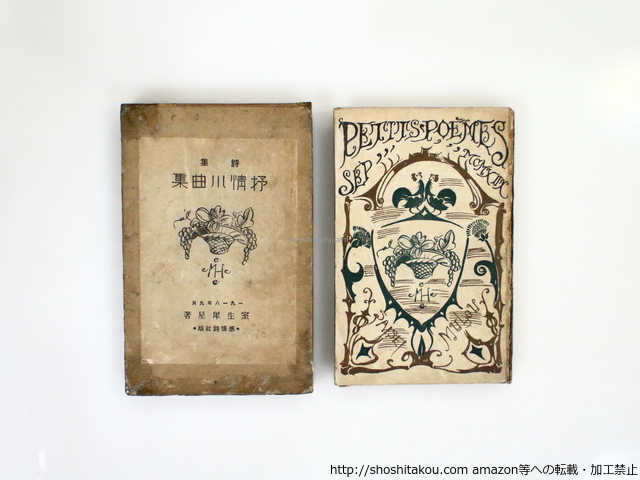 詩集
抒情小曲集
一九一八年九月
室生犀星著
•感情詩社版•
PETITS POEMES
SEP
http://shoshitakou.com amazon等への転載・加工禁止